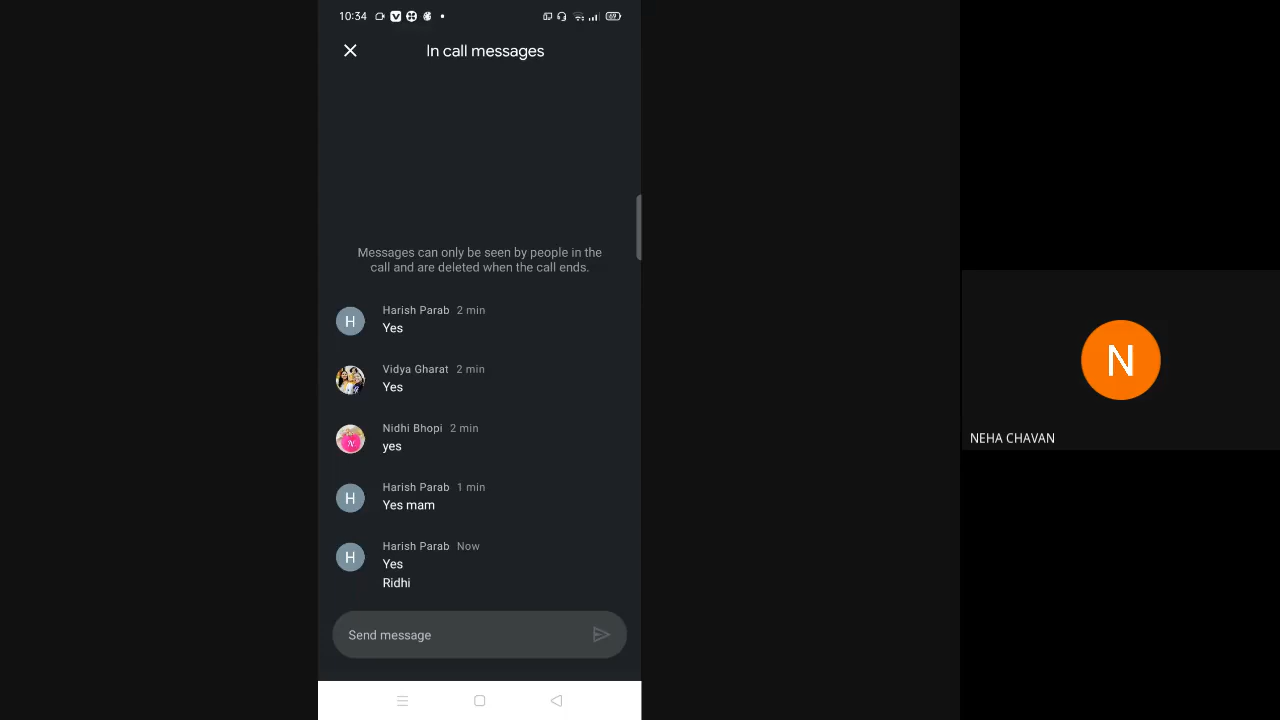 10:34
69
In call messages
Messages can only be seen by people in the
call and are deleted when the call ends.
H
Harish Parab 2 min
Yes
Vidya Gharat 2 min
Yes
N
Nidhi Bhopi 2 min
yes
H
Harish Parab 1 min
Yes mam
H
Harish Parab Now
Yes
Ridhi
Send message
N
NEHA CHAVAN